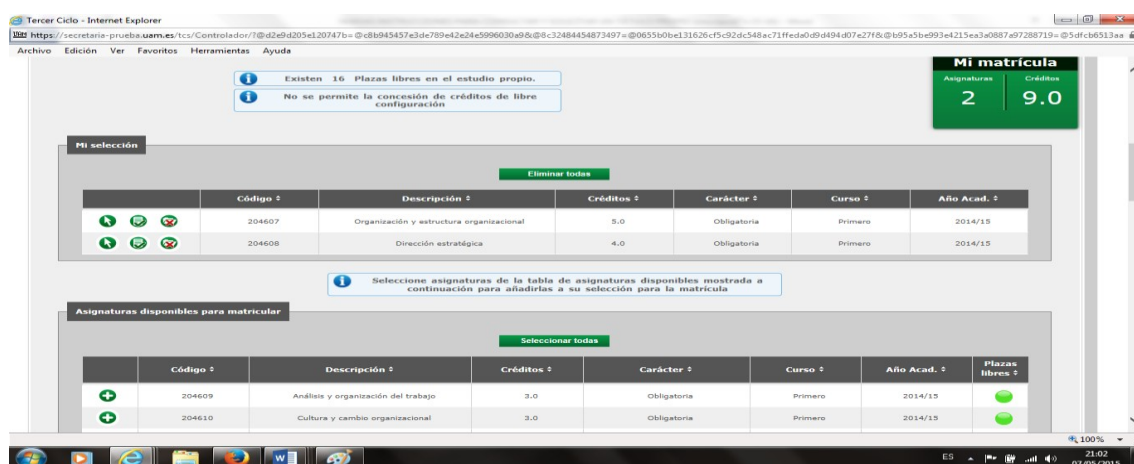 Tercer Ciclo - Internet Explorer
Archivo Edición Ver Favoritos Herramientas Ayuda
Existen 16 Plazas libres en el estudio propio.
No se permite la concesión de créditos de libre
configuración
Mi matrícula
Asignaturas Créditos
2 9.0
Mi selección
Eliminar todas
Código Descripción Créditos Carácter Curso Año Acad.
204607 Organización y estructura organizacional 5.0 Obligatoria Primero 2014/15
204608 Dirección estratégica 4.0 Obligatoria Primero 2014/15
Seleccione asignaturas de la tabla de asignaturas disponibles mostrada a
continuación para añadirlas a su selección para la matrícula
Asignaturas disponibles para matricular
Seleccionar todas
Código Descripción Créditos Carácter Curso Año Acad. Plazas
libres
204609 Análisis y organización del trabajo 3.0 Obligatoria Primero 2014/15
204610 Cultura y cambio organizacional 3.0 Obligatoria Primero 2014/15
100%
ES 21:02
07/05/2015